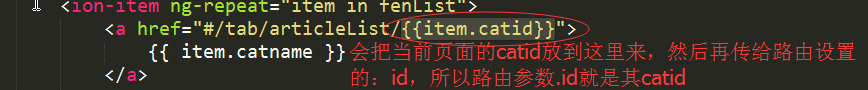 <ion-item ng-repeat="item in fenList">
<a href="#/tab/articleList/{{item.catid}}">
{{ item.catname }} 会把当前页面的catid放到这里来，然后再传给路由设置
</a> 的：id，所以路由参数.id就是其catid